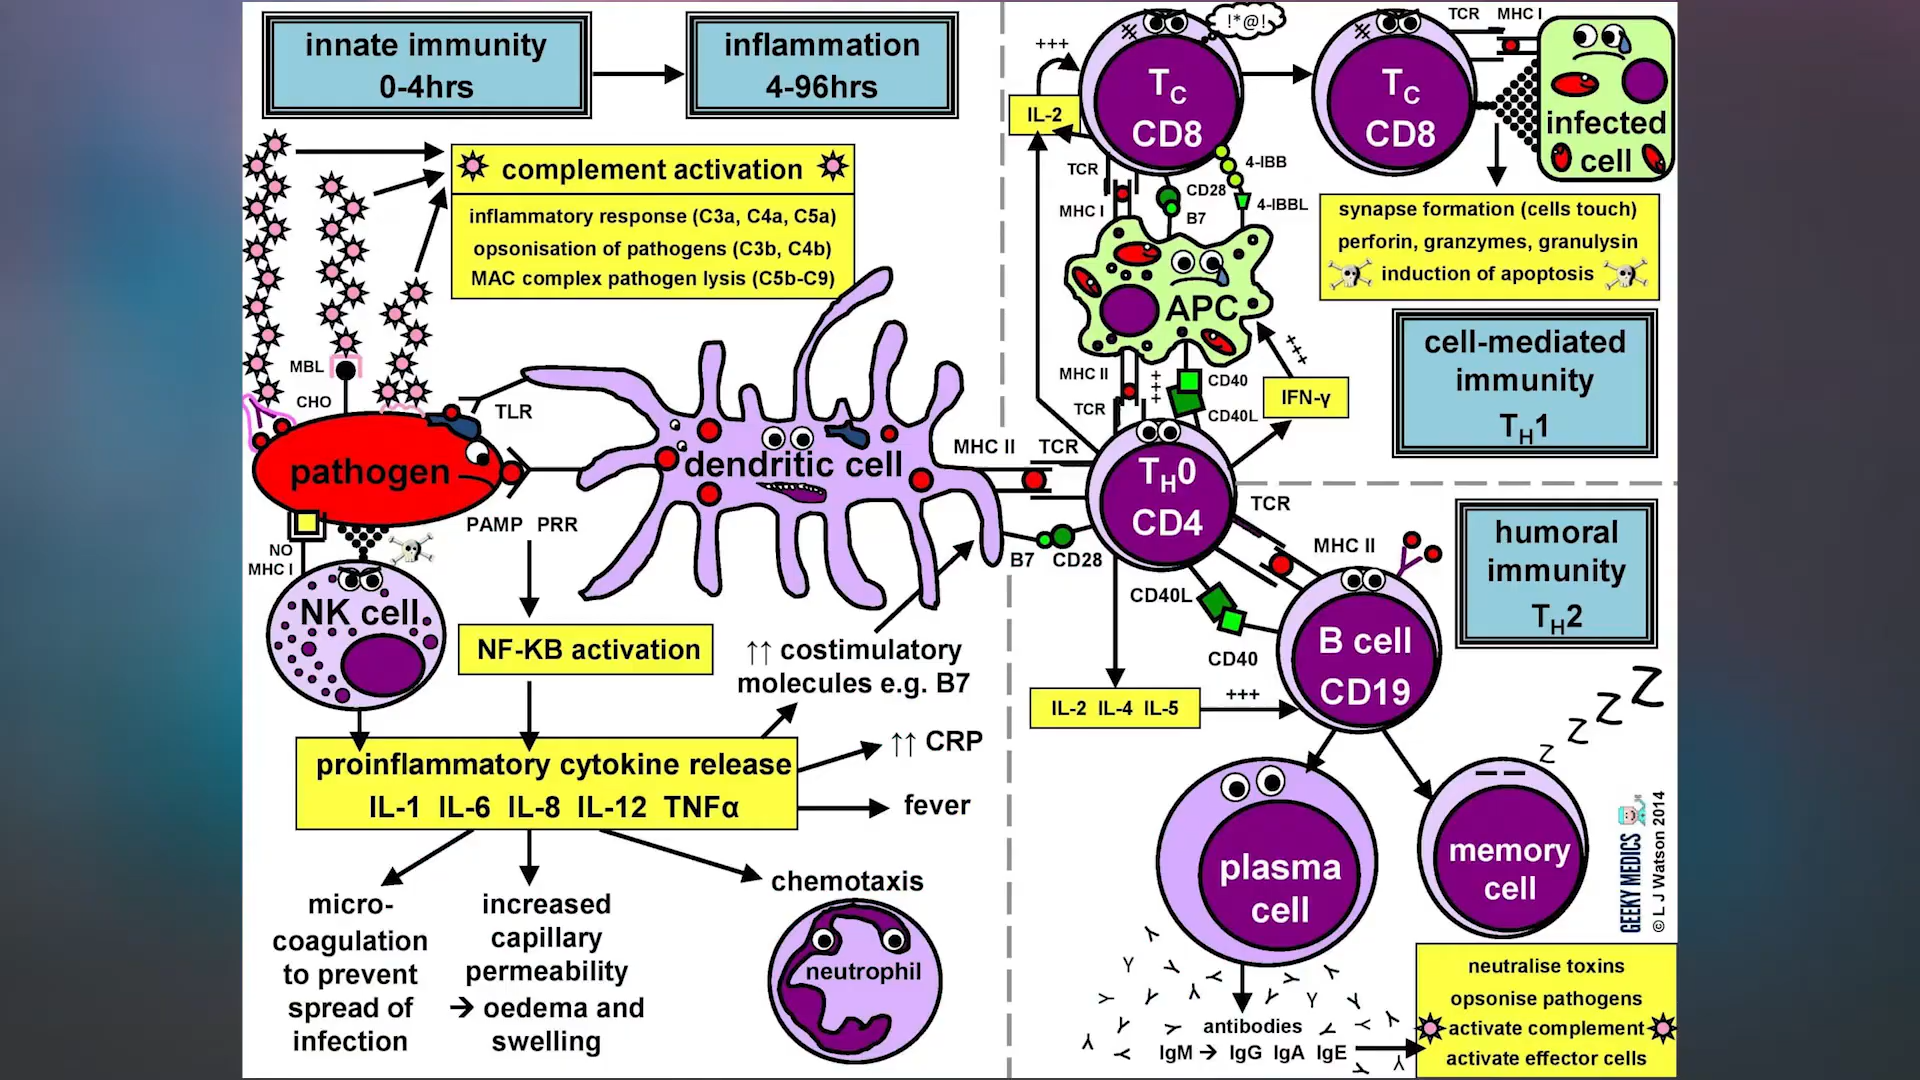 innate immunity
0-4hrs
inflammation
4-96hrs
complement activation
inflammatory response (C3a, C4a, C5a)
opsonisation of pathogens (C3b, C4b)
MAC complex pathogen lysis (C5b-C9)
MBL
CHO
TLR
pathogen
dendritic cell
PAMP PRR
NO
MHC I
NK cell
NF-KB activation
↑↑ costimulatory
molecules e.g. B7
proinflammatory cytokine release
IL-1 IL-6 IL-8 IL-12 TNFα
↑↑ CRP
fever
chemotaxis
neutrophil
micro-
coagulation
to prevent
spread of
infection
increased
capillary
permeability
→ oedema and
swelling
MHC II
TCR
B7
CD28
+++
IL-2
TC
CD8
!*@!
TC
CD8
TCR
MHC I
infected
cell
TCR
MHC I
CD28
B7
4-IBB
4-IBBL
APC
synapse formation (cells touch)
perforin, granzymes, granulysin
induction of apoptosis
cell-mediated
immunity
TH1
MHC II
TCR
+++
CD40
CD40L
IFN-γ
+++
TH0
CD4
TCR
MHC II
humoral
immunity
TH2
CD40L
CD40
B cell
CD19
IL-2 IL-4 IL-5
+++
plasma
cell
memory
cell
z z z z
antibodies
IgM → IgG IgA IgE
neutralise toxins
opsonise pathogens
activate complement
activate effector cells
GEEKY MEDICS
© L J Watson 2014